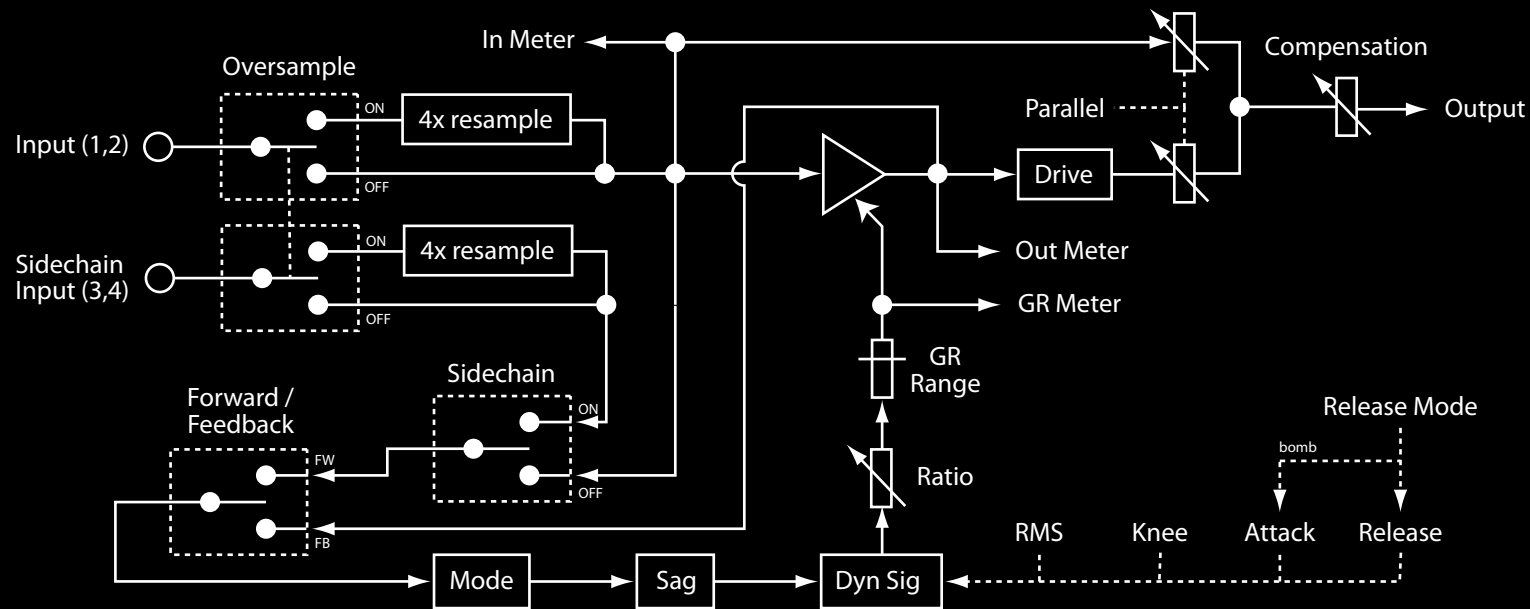 In Meter
Compensation
Oversample
ON
4x resample
Parallel
Output
Input (1,2)
OFF
Drive
ON
4x resample
Out Meter
Sidechain
Input (3,4)
OFF
GR Meter
GR
Range
Sidechain
Forward /
Feedback
ON
Release Mode
FW
bomb
OFF
Ratio
FB
RMS
Knee
Attack
Release
Mode
Sag
Dyn Sig